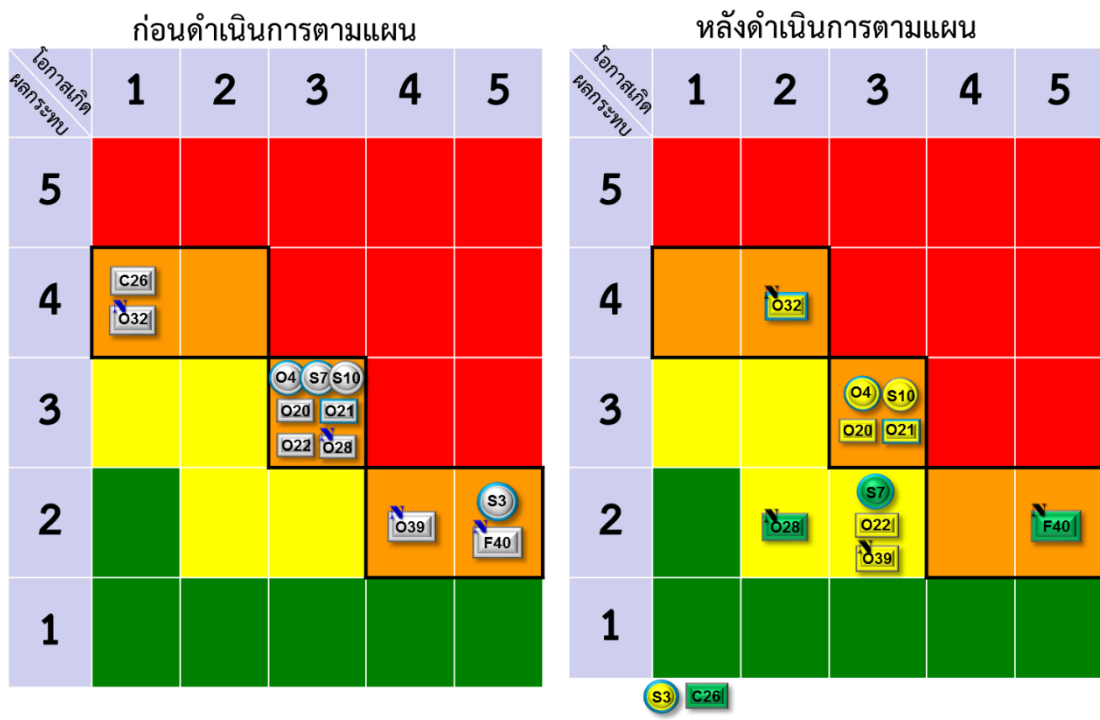 ก่อนดำเนินการตามแผน
โอกาสเกิด
ผลกระทบ
1 2 3 4 5
5
4
C26
N
O32
3
O4 S7 S10
O20 O21
O22 N O28
2
N
O39
S3
N
F40
1
หลังดำเนินการตามแผน
โอกาสเกิด
ผลกระทบ
1 2 3 4 5
5
4
N
O32
3
O4 S10
O20 O21
2
N
O28
S7
O22
N
O39
N
F40
1
S3 C26